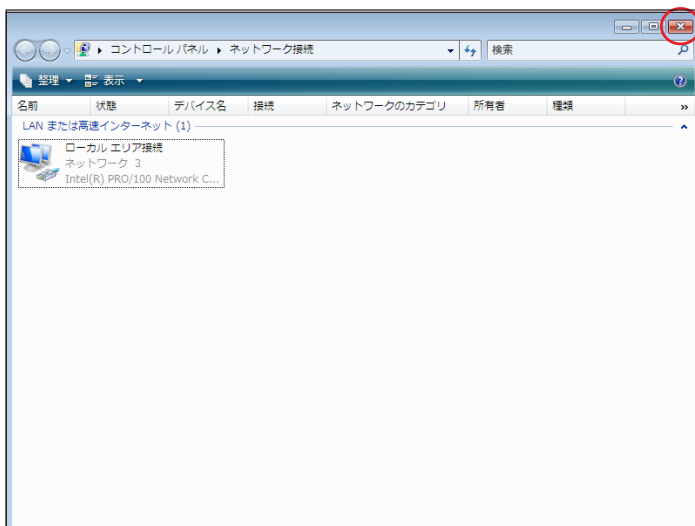 コントロール パネル ネットワーク接続 検索
整理 表示
名前 状態 デバイス名 接続 ネットワークのカテゴリ 所有者 種類 »
LAN または高速インターネット (1)
ローカル エリア接続
ネットワーク 3
Intel(R) PRO/100 Network C...